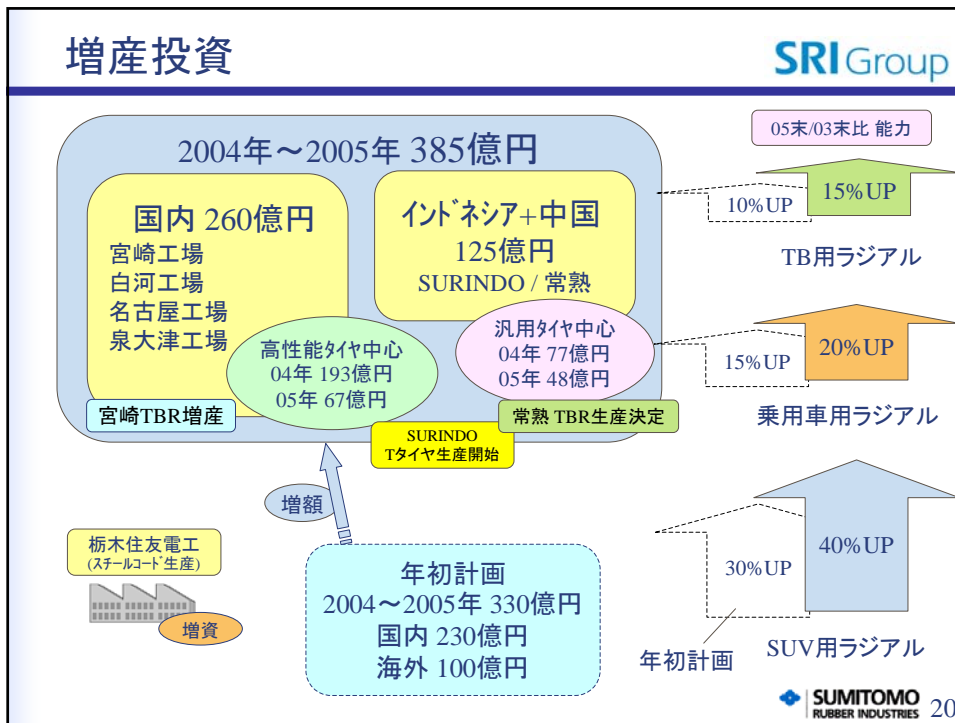 増産投資
SRI Group
2004年～2005年 385億円
国内 260億円
宮崎工場
白河工場
名古屋工場
泉大津工場
高性能ﾀｲﾔ中心
04年 193億円
05年 67億円
宮崎TBR増産
ｲﾝﾄﾞﾈｼｱ+中国
125億円
SURINDO / 常熟
汎用ﾀｲﾔ中心
04年 77億円
05年 48億円
常熟 TBR生産決定
SURINDO
Tタイヤ生産開始
増額
年初計画
2004～2005年 330億円
国内 230億円
海外 100億円
栃木住友電工
(ｽﾁｰﾙｺｰﾄﾞ生産)
増資
05末/03末比 能力
10%UP
15%UP
TB用ラジアル
15%UP
20%UP
乗用車用ラジアル
30%UP
40%UP
年初計画
SUV用ラジアル
SUMITOMO
RUBBER INDUSTRIES
20